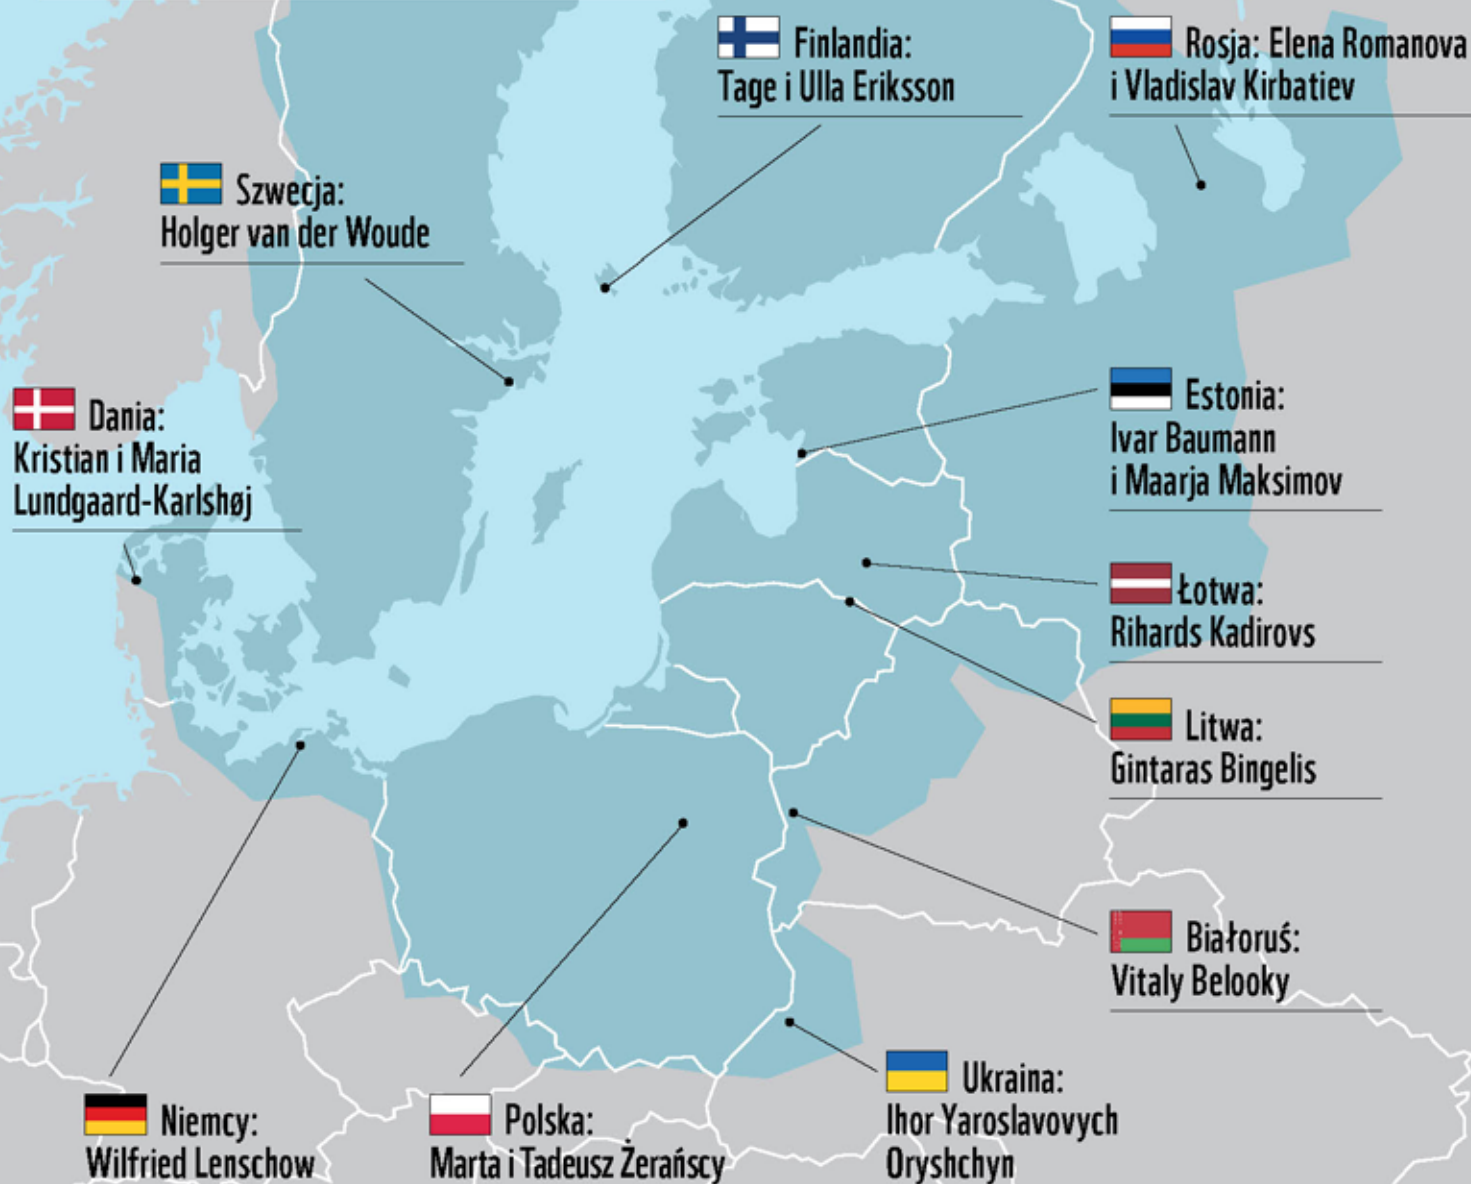 Finlandia:
Tage i Ulla Eriksson
Rosja: Elena Romanova
i Vladislav Kirbatiev
Szwecja:
Holger van der Woude
Dania:
Kristian i Maria
Lundgaard-Karlshøj
Estonia:
Ivar Baumann
i Maarja Maksimov
Łotwa:
Rihards Kadirovs
Litwa:
Gintaras Bingelis
Białoruś:
Vitaly Belooky
Ukraina:
Ihor Yaroslavovych
Oryshchyn
Niemcy:
Wilfried Lenschow
Polska:
Marta i Tadeusz Żerańscy